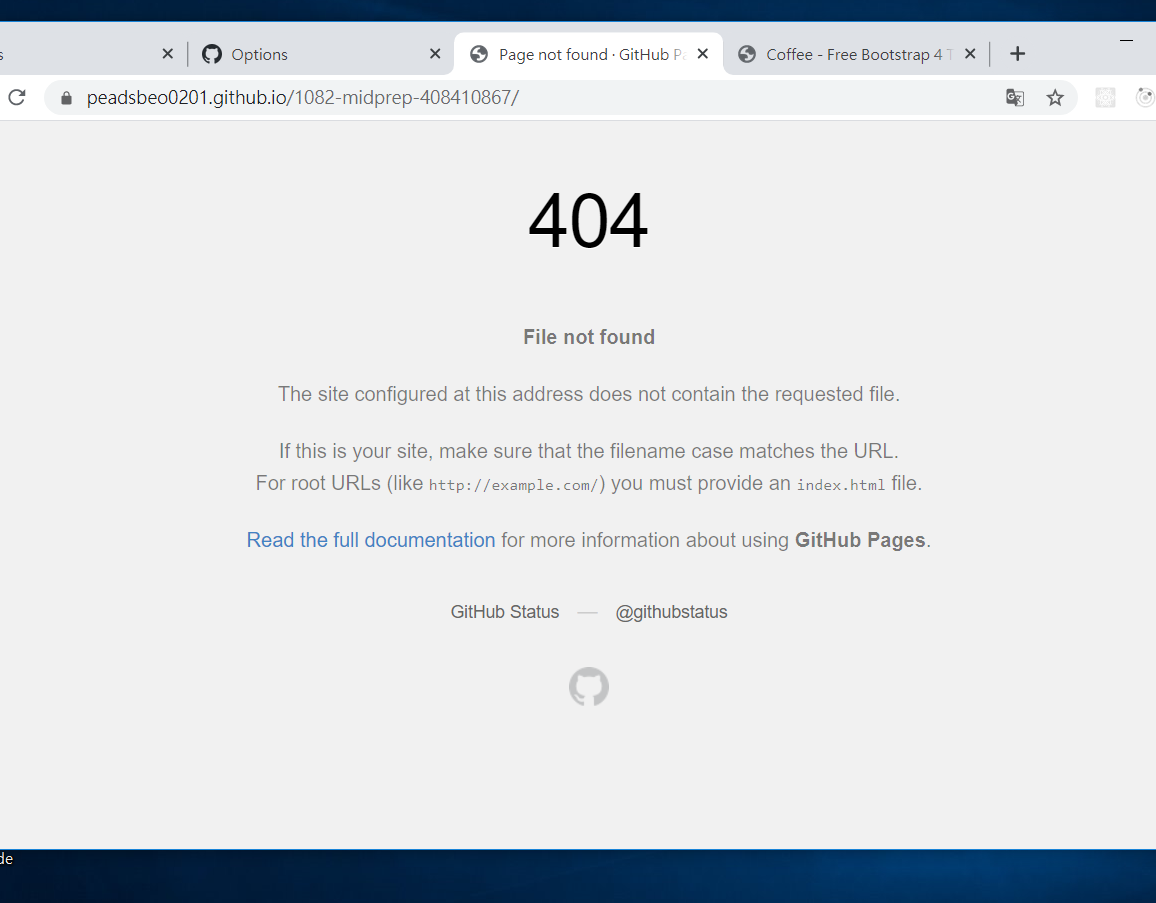 s
Options
Page not found · GitHub Pa
Coffee - Free Bootstrap 4 T
peadsbeo0201.github.io/1082-midprep-408410867/
404
File not found
The site configured at this address does not contain the requested file.
If this is your site, make sure that the filename case matches the URL.
For root URLs (like http://example.com/) you must provide an index.html file.
Read the full documentation for more information about using GitHub Pages.
GitHub Status — @githubstatus
de